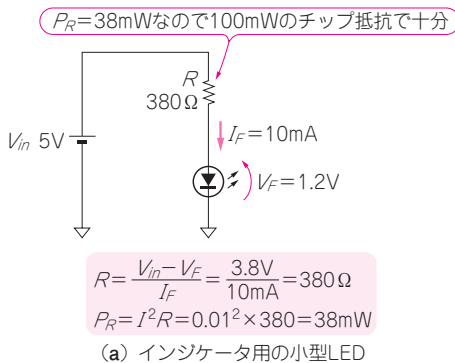 P_R＝38mWなので100mWのチップ抵抗で十分
R
380Ω
V_in 5V
I_F＝10mA
V_F＝1.2V
R＝(V_in－V_F)/I_F＝3.8V/10mA＝380Ω
P_R＝I²R＝0.01²×380＝38mW
（a）インジケータ用の小型LED